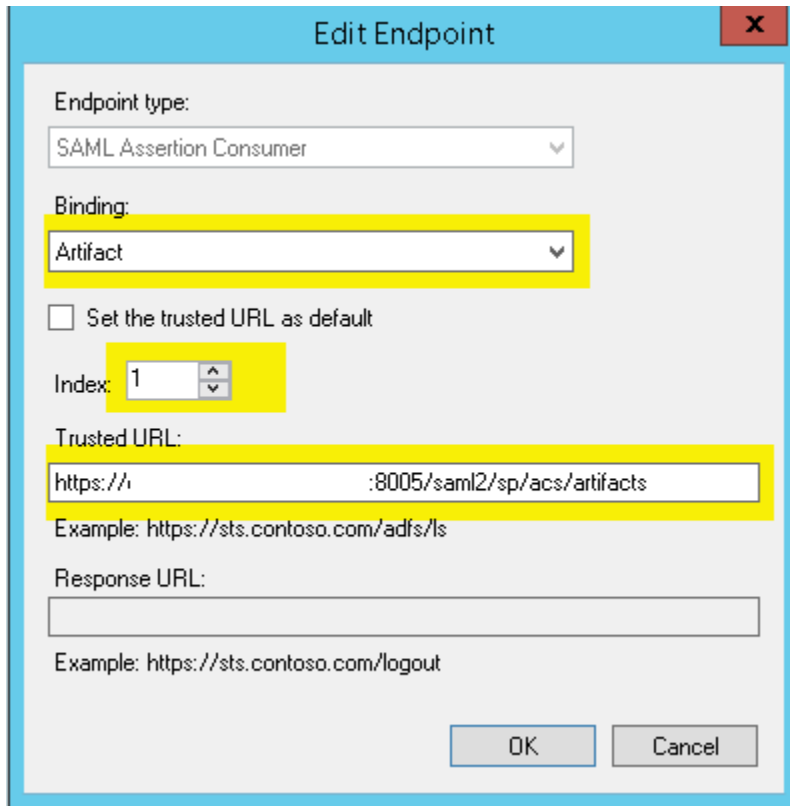 Edit Endpoint
x
Endpoint type:
SAML Assertion Consumer
Binding:
Artifact
Set the trusted URL as default
Index: 1
Trusted URL:
https:// :8005/saml2/sp/acs/artifacts
Example: https://sts.contoso.com/adfs/ls
Response URL:
Example: https://sts.contoso.com/logout
OK Cancel